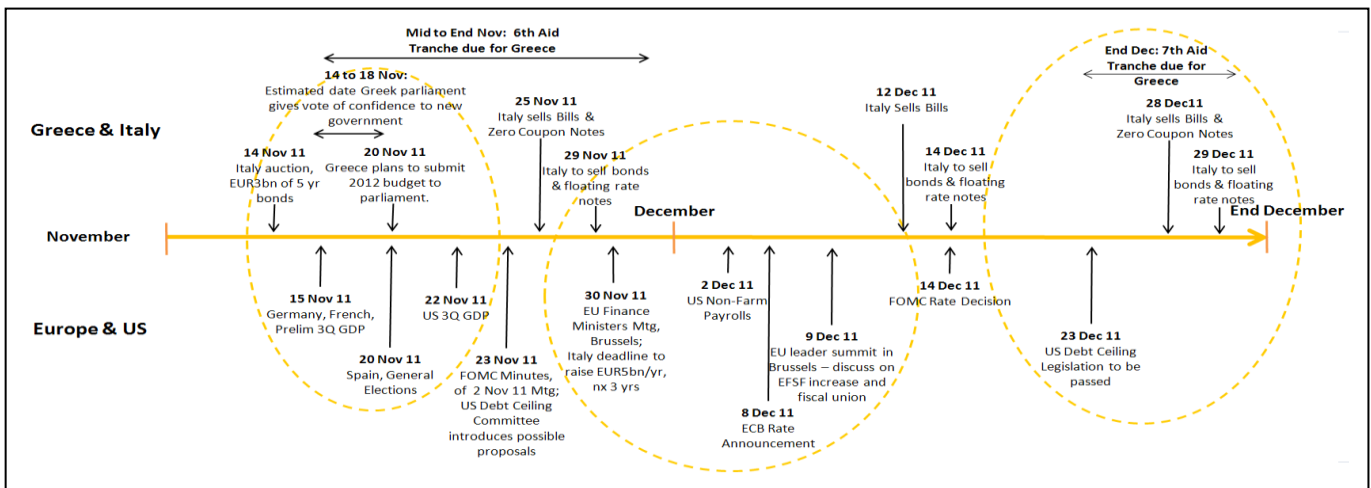 Mid to End Nov: 6th Aid
Tranche due for Greece
14 to 18 Nov:
Estimated date Greek parliament
gives vote of confidence to new
government
End Dec: 7th Aid
Tranche due for
Greece
Greece & Italy
14 Nov 11
Italy auction,
EUR3bn of 5 yr
bonds
20 Nov 11
Greece plans to submit
2012 budget to
parliament.
25 Nov 11
Italy sells Bills &
Zero Coupon Notes
29 Nov 11
Italy to sell bonds
& floating rate
notes
12 Dec 11
Italy Sells Bills
14 Dec 11
Italy to sell
bonds & floating
rate notes
28 Dec11
Italy sells Bills &
Zero Coupon Notes
29 Dec 11
Italy to sell
bonds & floating
rate notes
November
December
End December
Europe & US
15 Nov 11
Germany, French,
Prelim 3Q GDP
20 Nov 11
Spain, General
Elections
22 Nov 11
US 3Q GDP
23 Nov 11
FOMC Minutes,
of 2 Nov 11 Mtg;
US Debt Ceiling
Committee
introduces possible
proposals
30 Nov 11
EU Finance
Ministers Mtg,
Brussels;
Italy deadline to
raise EUR5bn/yr,
nx 3 yrs
2 Dec 11
US Non-Farm
Payrolls
8 Dec 11
ECB Rate
Announcement
9 Dec 11
EU leader summit in
Brussels – discuss on
EFSF increase and
fiscal union
14 Dec 11
FOMC Rate Decision
23 Dec 11
US Debt Ceiling
Legislation to be
passed